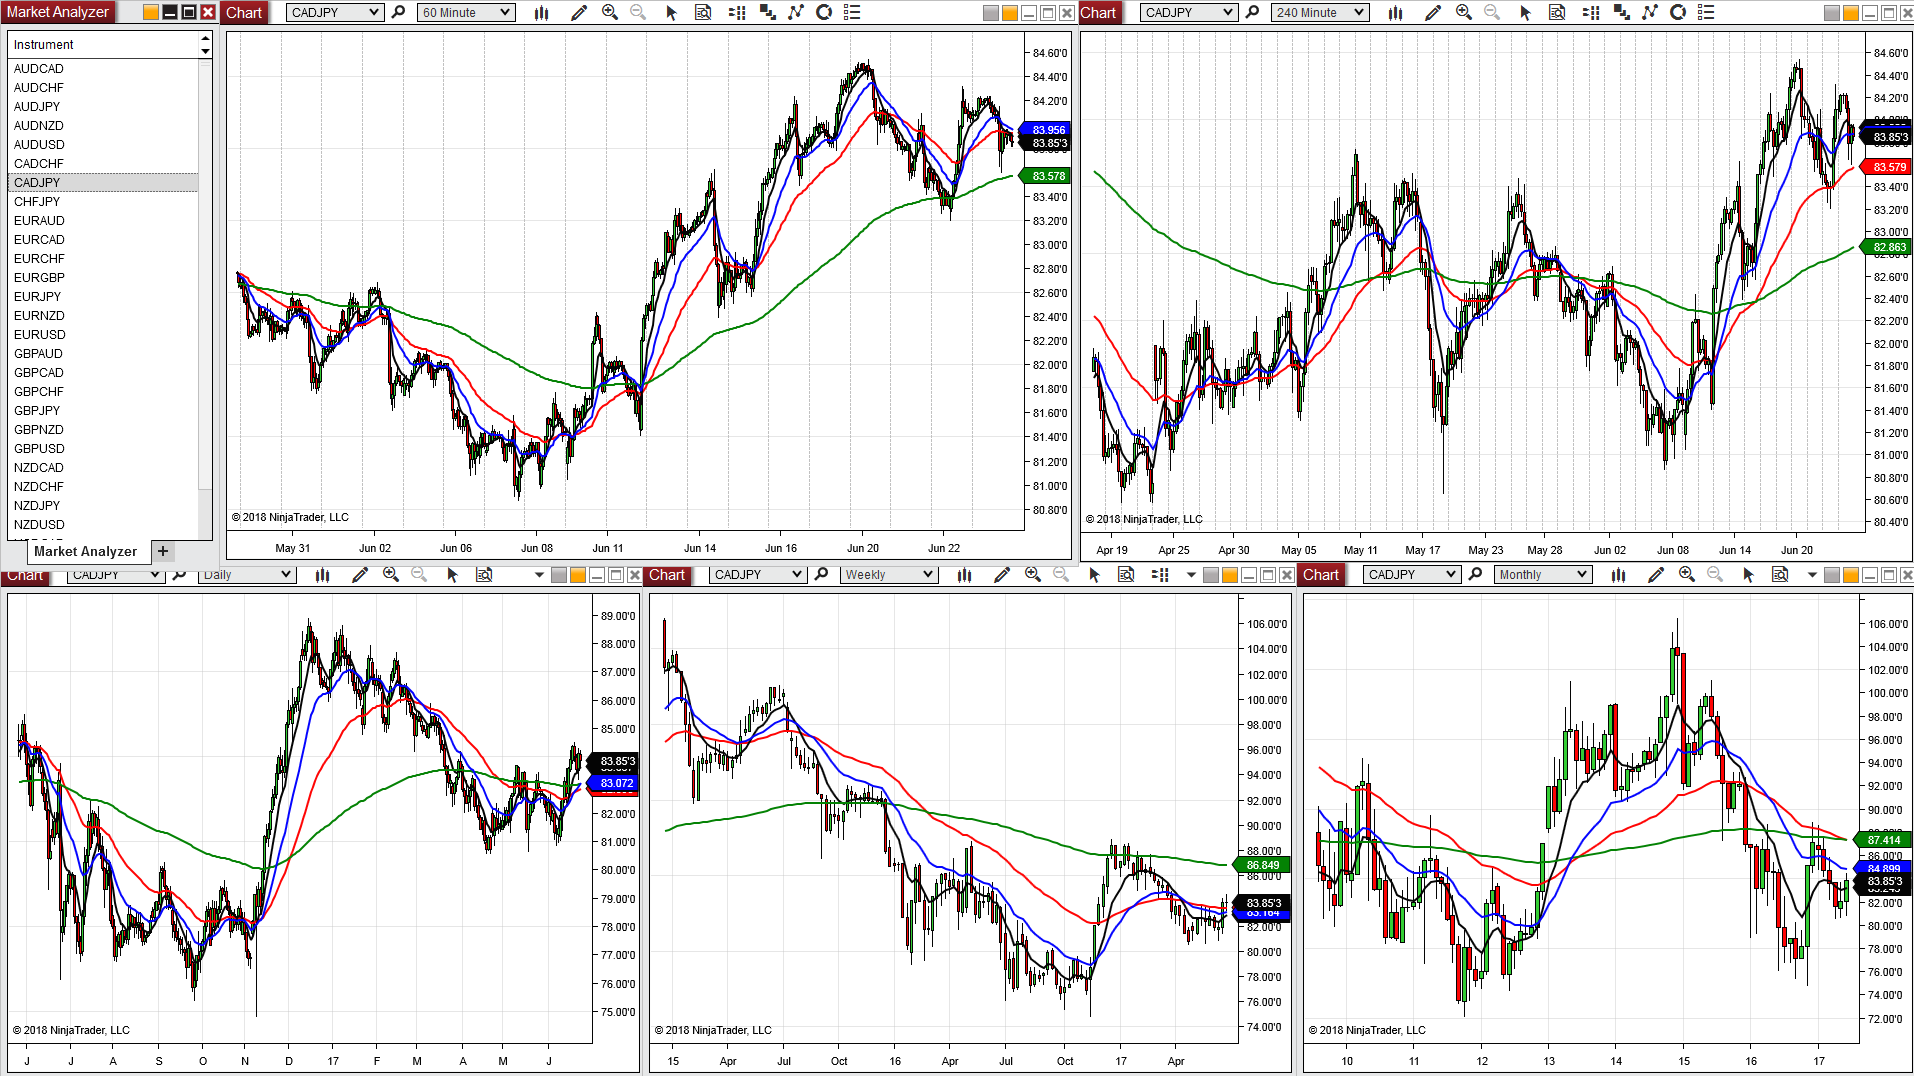 Market Analyzer
Instrument
AUDCAD
AUDCHF
AUDJPY
AUDNZD
AUDUSD
CADCHF
CADJPY
CHFJPY
EURAUD
EURCAD
EURCHF
EURGBP
EURJPY
EURNZD
EURUSD
GBPAUD
GBPCAD
GBPCHF
GBPJPY
GBPNZD
GBPUSD
NZDCAD
NZDCHF
NZDJPY
NZDUSD
Market Analyzer +
Chart CADJPY 60 Minute
84.60'0
84.40'0
84.20'0
83.956
83.85'3
83.578
83.40'0
83.20'0
83.00'0
82.80'0
82.60'0
82.40'0
82.20'0
82.00'0
81.80'0
81.60'0
81.40'0
81.20'0
81.00'0
80.80'0
© 2018 NinjaTrader, LLC
May 31 Jun 02 Jun 06 Jun 08 Jun 11 Jun 14 Jun 16 Jun 20 Jun 22
Chart CADJPY 240 Minute
84.60'0
84.40'0
84.20'0
83.85'3
83.579
83.40'0
83.20'0
83.00'0
82.863
82.60'0
82.40'0
82.20'0
82.00'0
81.80'0
81.60'0
81.40'0
81.20'0
81.00'0
80.80'0
80.60'0
80.40'0
© 2018 NinjaTrader, LLC
Apr 19 Apr 25 Apr 30 May 05 May 11 May 17 May 23 May 28 Jun 02 Jun 08 Jun 14 Jun 20
Chart CADJPY Daily
89.00'0
88.00'0
87.00'0
86.00'0
85.00'0
83.85'3
83.072
82.00'0
81.00'0
80.00'0
79.00'0
78.00'0
77.00'0
76.00'0
75.00'0
© 2018 NinjaTrader, LLC
J J A S O N D 17 F M A M J
Chart CADJPY Weekly
106.00'0
104.00'0
102.00'0
100.00'0
98.00'0
96.00'0
94.00'0
92.00'0
90.00'0
88.00'0
86.849
86.00'0
83.85'3
83.164
82.00'0
80.00'0
78.00'0
76.00'0
74.00'0
© 2018 NinjaTrader, LLC
15 Apr Jul Oct 16 Apr Jul Oct 17 Apr
Chart CADJPY Monthly
106.00'0
104.00'0
102.00'0
100.00'0
98.00'0
96.00'0
94.00'0
92.00'0
90.00'0
87.414
86.00'0
84.899
83.85'3
82.00'0
80.00'0
78.00'0
76.00'0
74.00'0
72.00'0
© 2018 NinjaTrader, LLC
10 11 12 13 14 15 16 17